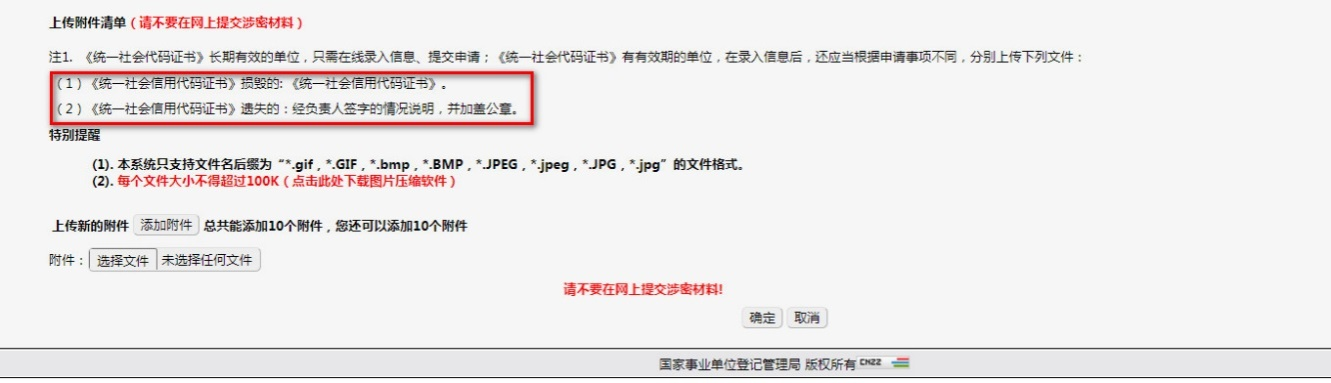 上传附件清单(请不要在网上提交涉密材料)
注1. 《统一社会代码证书》长期有效的单位,只需在线录入信息、提交申请;《统一社会代码证书》有有效期的单位,在录入信息后,还应当根据申请事项不同,分别上传下列文件:
(1)《统一社会信用代码证书》损毁的: 《统一社会信用代码证书》。
(2)《统一社会信用代码证书》遗失的:经负责人签字的情况说明,并加盖公章。
特别提醒
(1). 本系统只支持文件名后缀为“*.gif,*.GIF,*.bmp,*.BMP,*.JPEG,*.jpeg,*.JPG,*.jpg”的文件格式。
(2). 每个文件大小不得超过100K(点击此处下载图片压缩软件)
上传新的附件 添加附件 总共能添加10个附件,您还可以添加10个附件
附件: 选择文件 未选择任何文件
请不要在网上提交涉密材料!
确定 取消
国家事业单位登记管理局 版权所有 CNZZ